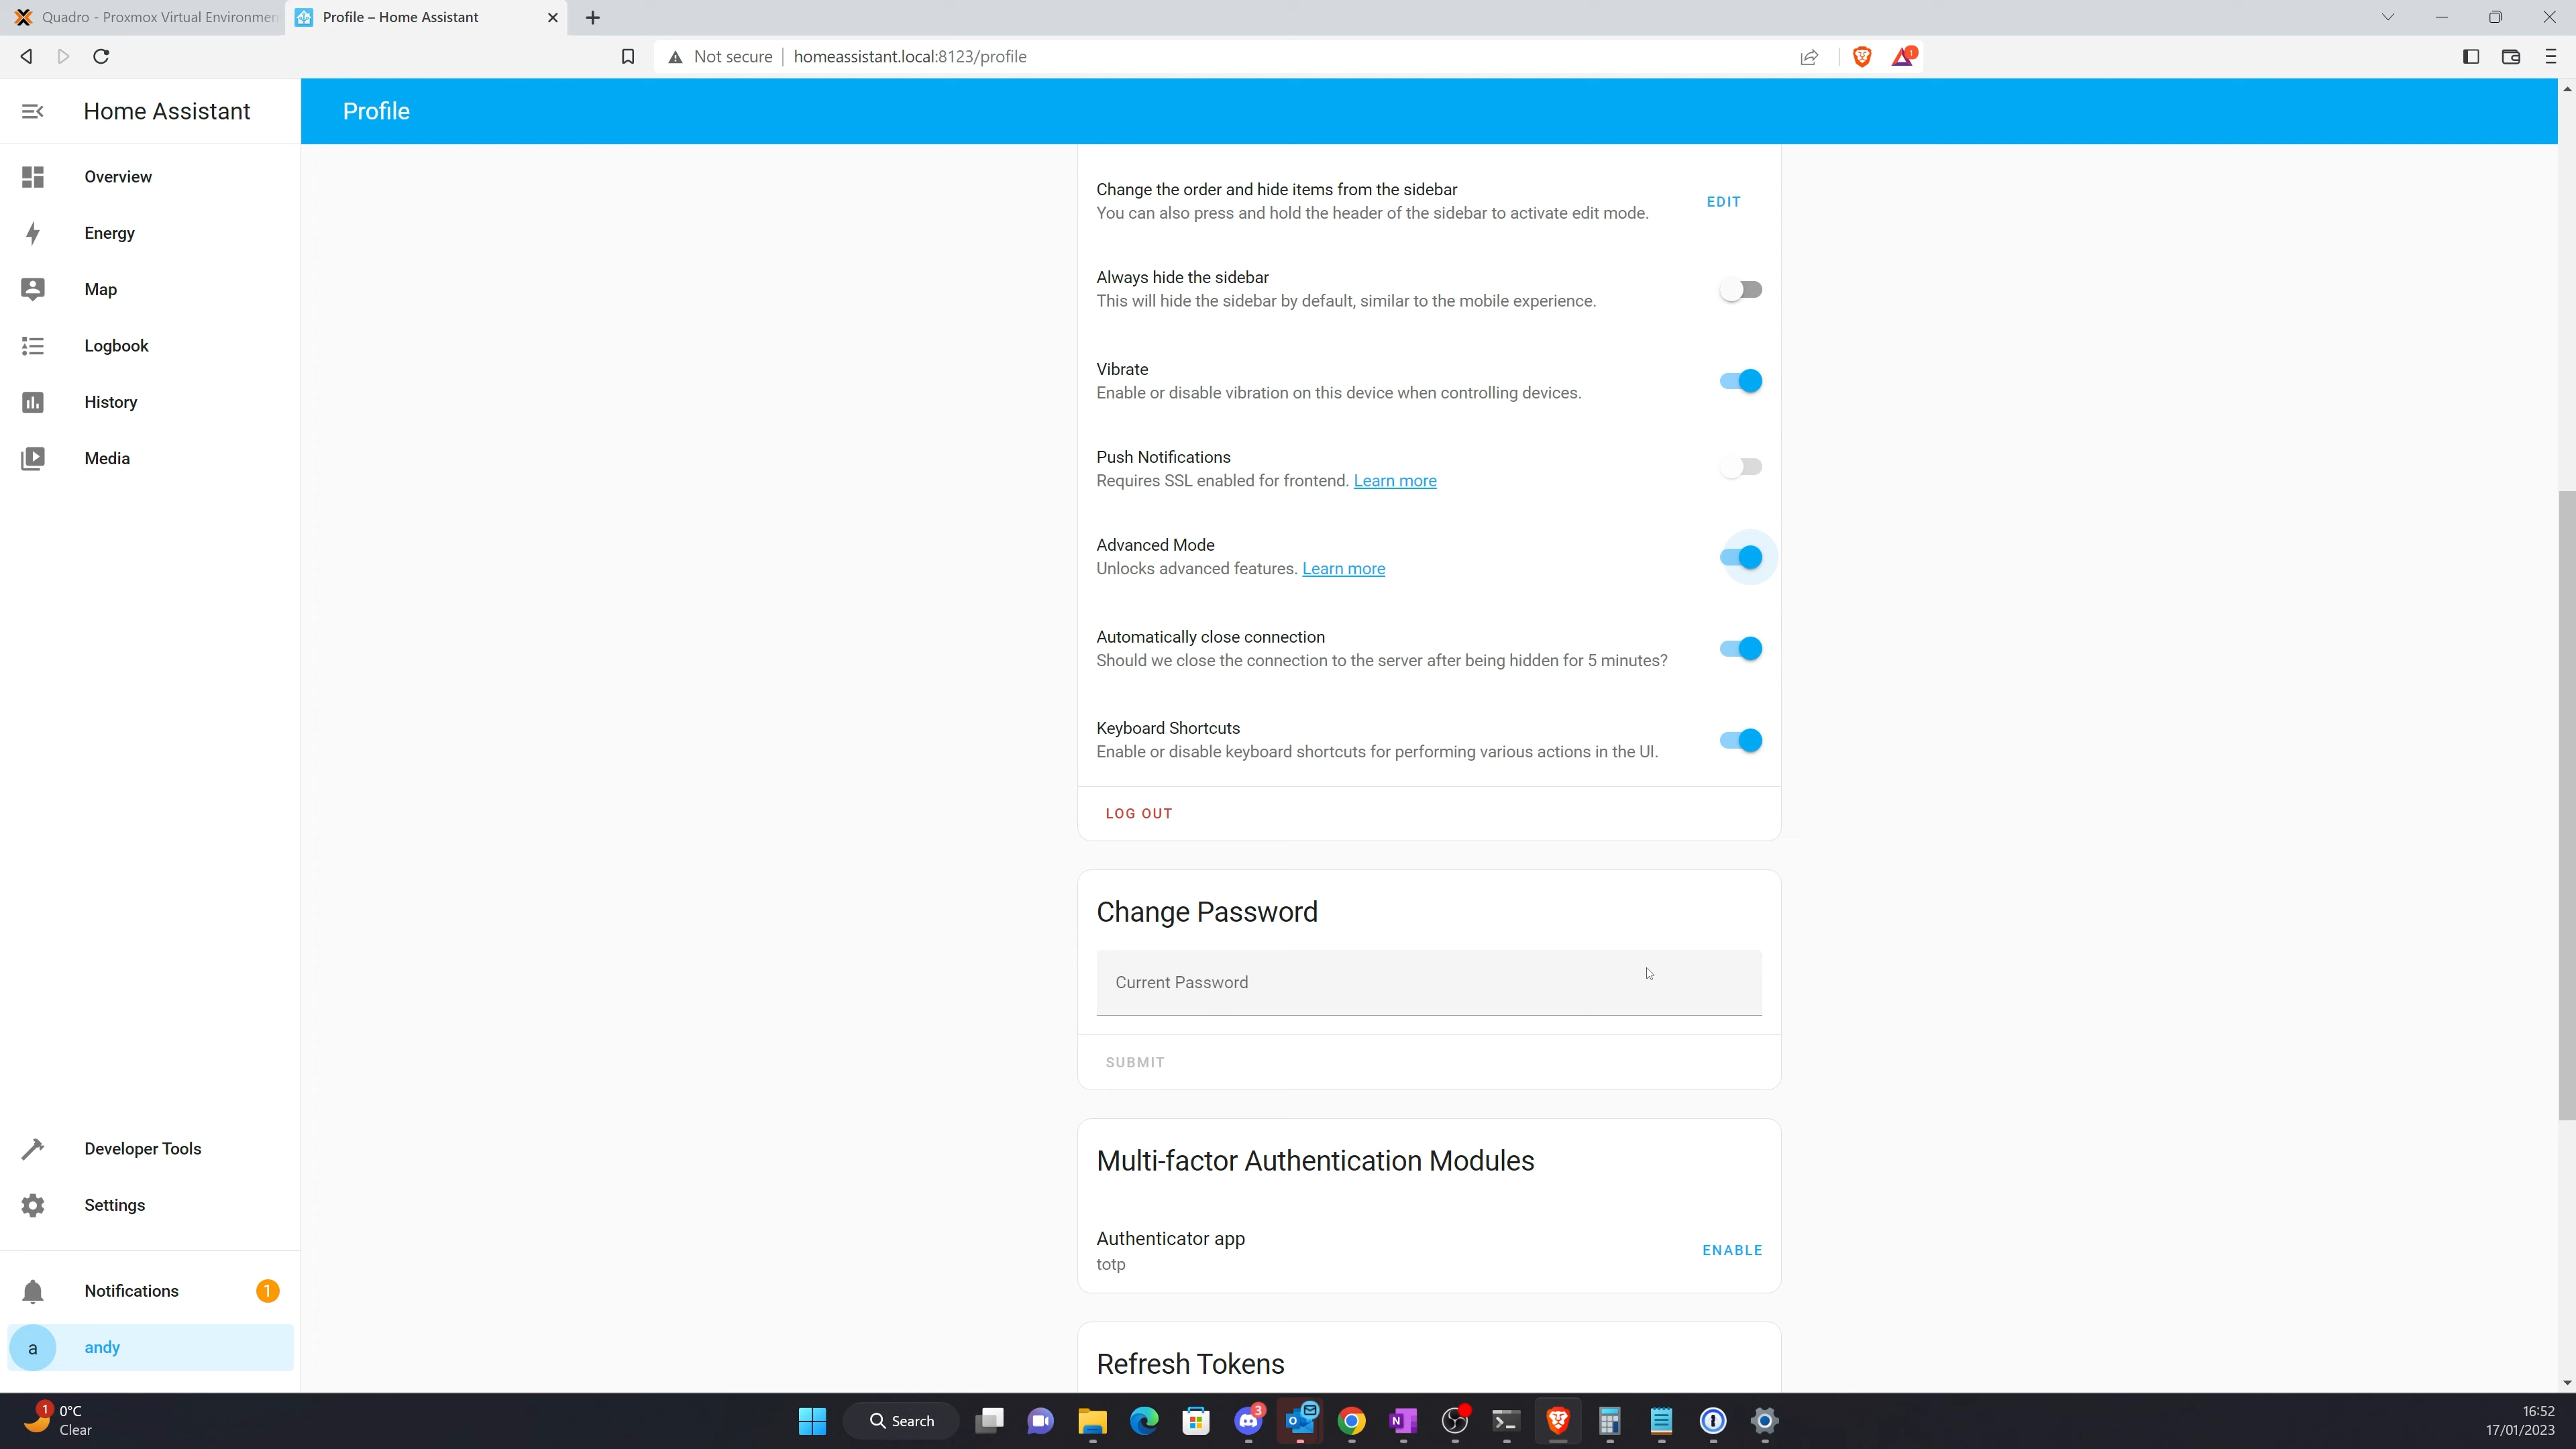 Quadro - Proxmox Virtual Environmen
Profile – Home Assistant
Not secure
homeassistant.local:8123/profile
1
Home Assistant
Profile
Overview
Energy
Map
Logbook
History
Media
Developer Tools
Settings
Notifications
1
a
andy
Change the order and hide items from the sidebar
You can also press and hold the header of the sidebar to activate edit mode.
EDIT
Always hide the sidebar
This will hide the sidebar by default, similar to the mobile experience.
Vibrate
Enable or disable vibration on this device when controlling devices.
Push Notifications
Requires SSL enabled for frontend. Learn more
Advanced Mode
Unlocks advanced features. Learn more
Automatically close connection
Should we close the connection to the server after being hidden for 5 minutes?
Keyboard Shortcuts
Enable or disable keyboard shortcuts for performing various actions in the UI.
LOG OUT
Change Password
Current Password
SUBMIT
Multi-factor Authentication Modules
Authenticator app
totp
ENABLE
Refresh Tokens
1
0°C
Clear
Search
3
16:52
17/01/2023